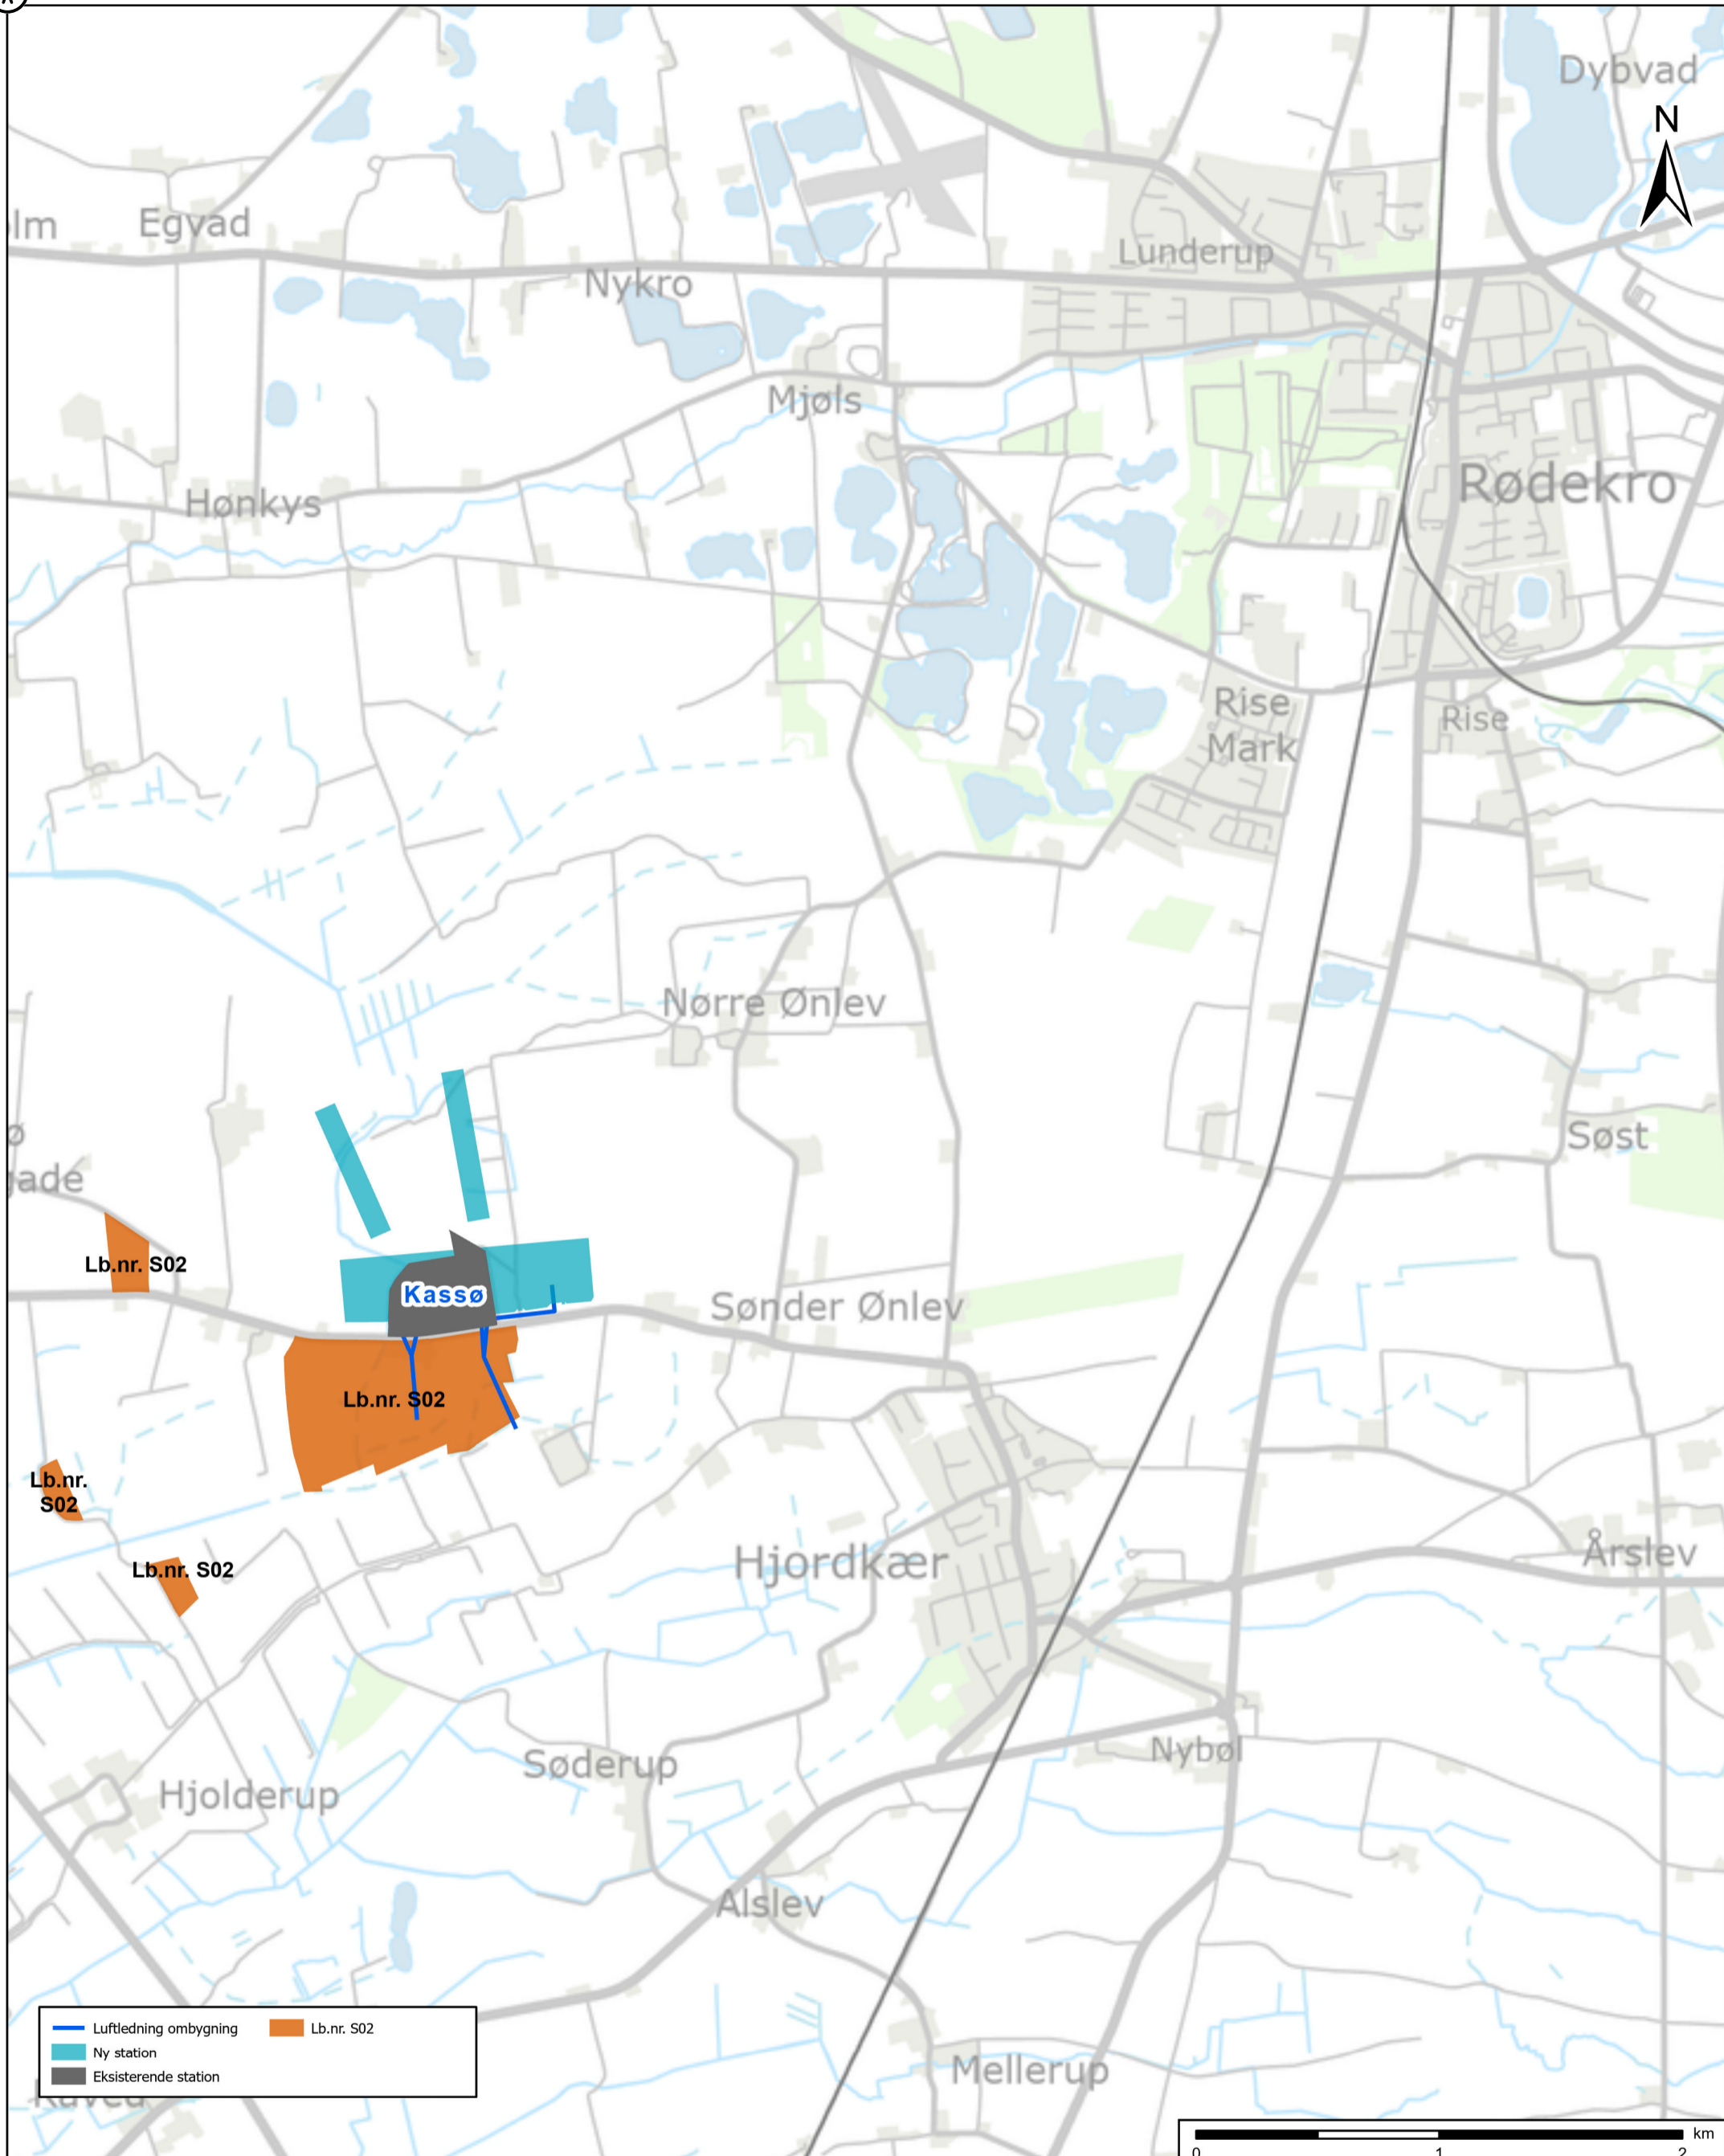 Dybvad
N
lm
Egvad
Lunderup
Nykro
Mjøls
Rødekro
Hønkys
Rise
Mark
Rise
Nørre Ønlev
ø
Søst
gade
Lb.nr. S02
Kassø
Sønder Ønlev
Lb.nr. S02
Lb.nr.
S02
Hjordkær
Årslev
Lb.nr. S02
Nybøl
Søderup
Hjolderup
Alslev
Luftledning ombygning
Lb.nr. S02
Ny station
Eksisterende station
Mellerup
km
0 1 2